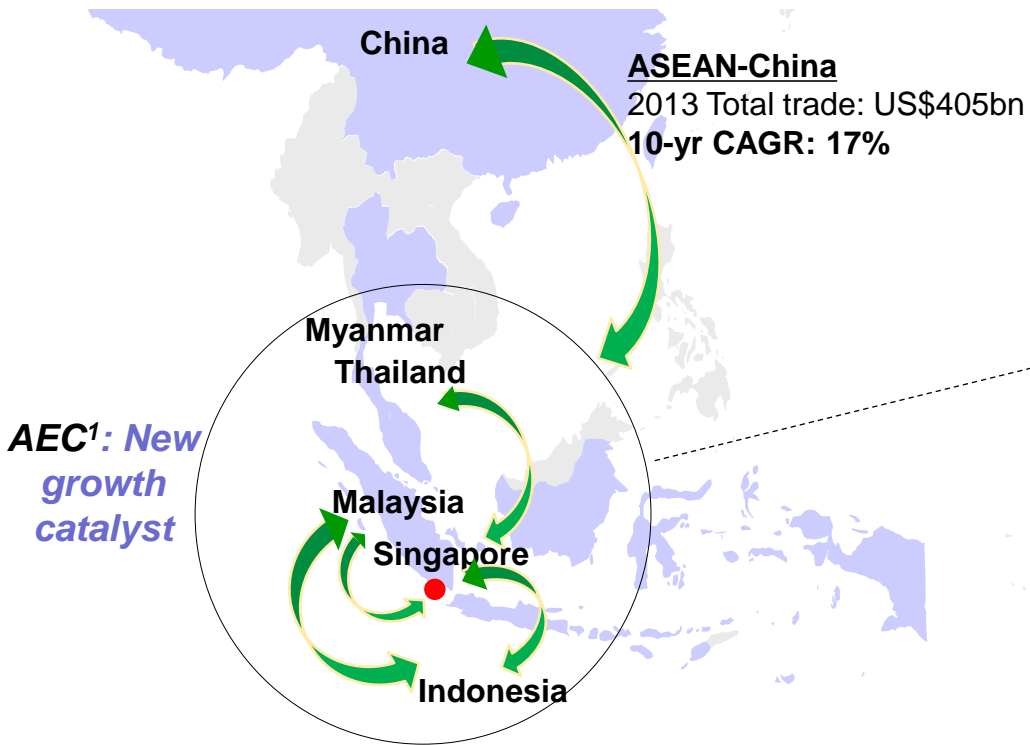 China
ASEAN-China
2013 Total trade: US$405bn
10-yr CAGR: 17%
Myanmar
Thailand
AEC¹: New
growth
catalyst
Malaysia
Singapore
Indonesia